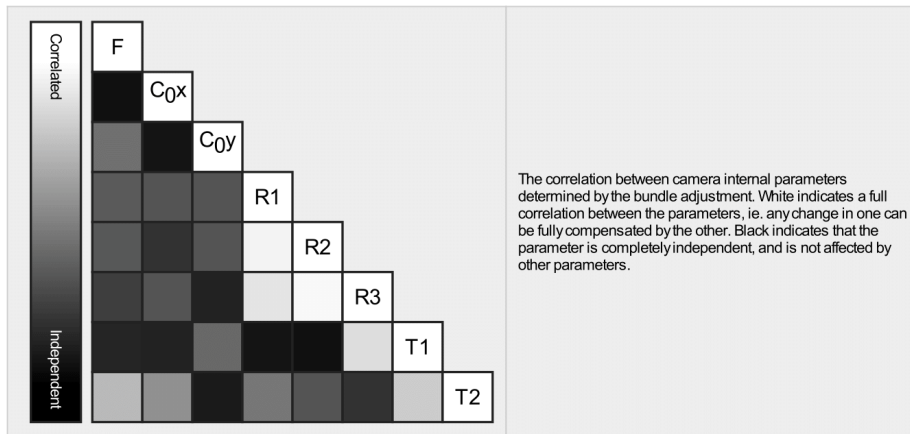 Correlated
Independent
F
C0x
C0y
R1
R2
R3
T1
T2
The correlation between camera internal parameters
determined by the bundle adjustment. White indicates a full
correlation between the parameters, ie. any change in one can
be fully compensated by the other. Black indicates that the
parameter is completely independent, and is not affected by
other parameters.